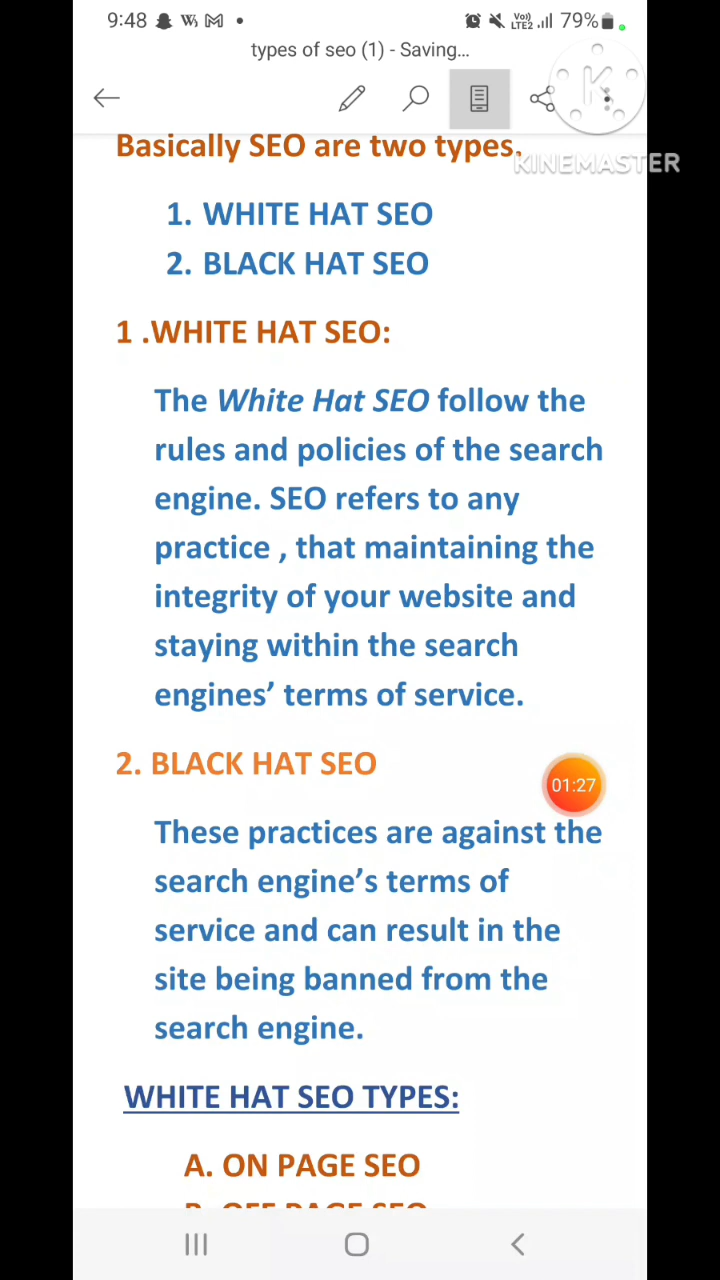 9:48
79%
types of seo (1) - Saving...
KINEMASTER
Basically SEO are two types.
1. WHITE HAT SEO
2. BLACK HAT SEO
1 .WHITE HAT SEO:
The White Hat SEO follow the
rules and policies of the search
engine. SEO refers to any
practice , that maintaining the
integrity of your website and
staying within the search
engines’ terms of service.
2. BLACK HAT SEO
01:27
These practices are against the
search engine’s terms of
service and can result in the
site being banned from the
search engine.
WHITE HAT SEO TYPES:
A. ON PAGE SEO